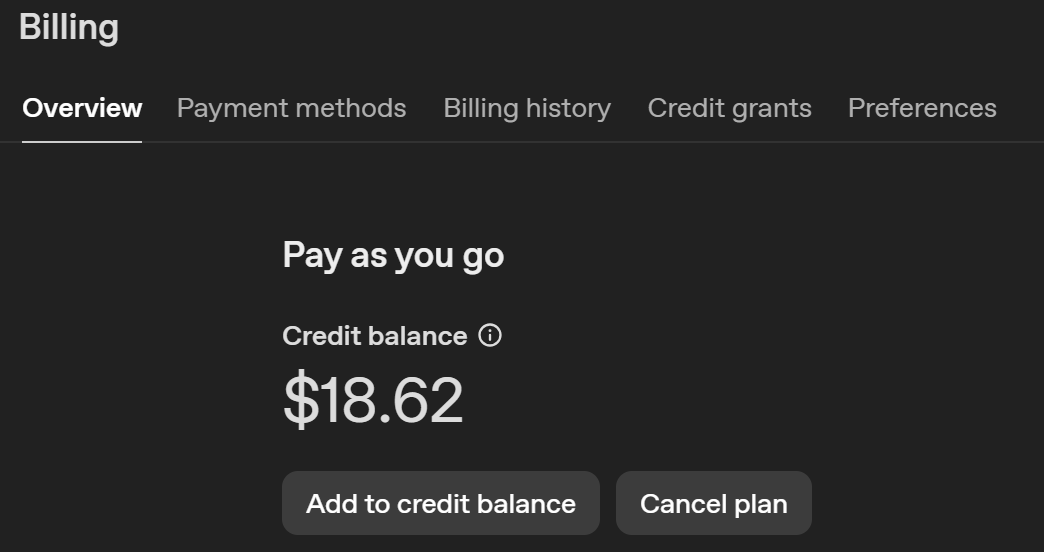 Billing
Overview Payment methods Billing history Credit grants Preferences
Pay as you go
Credit balance
$18.62
Add to credit balance Cancel plan